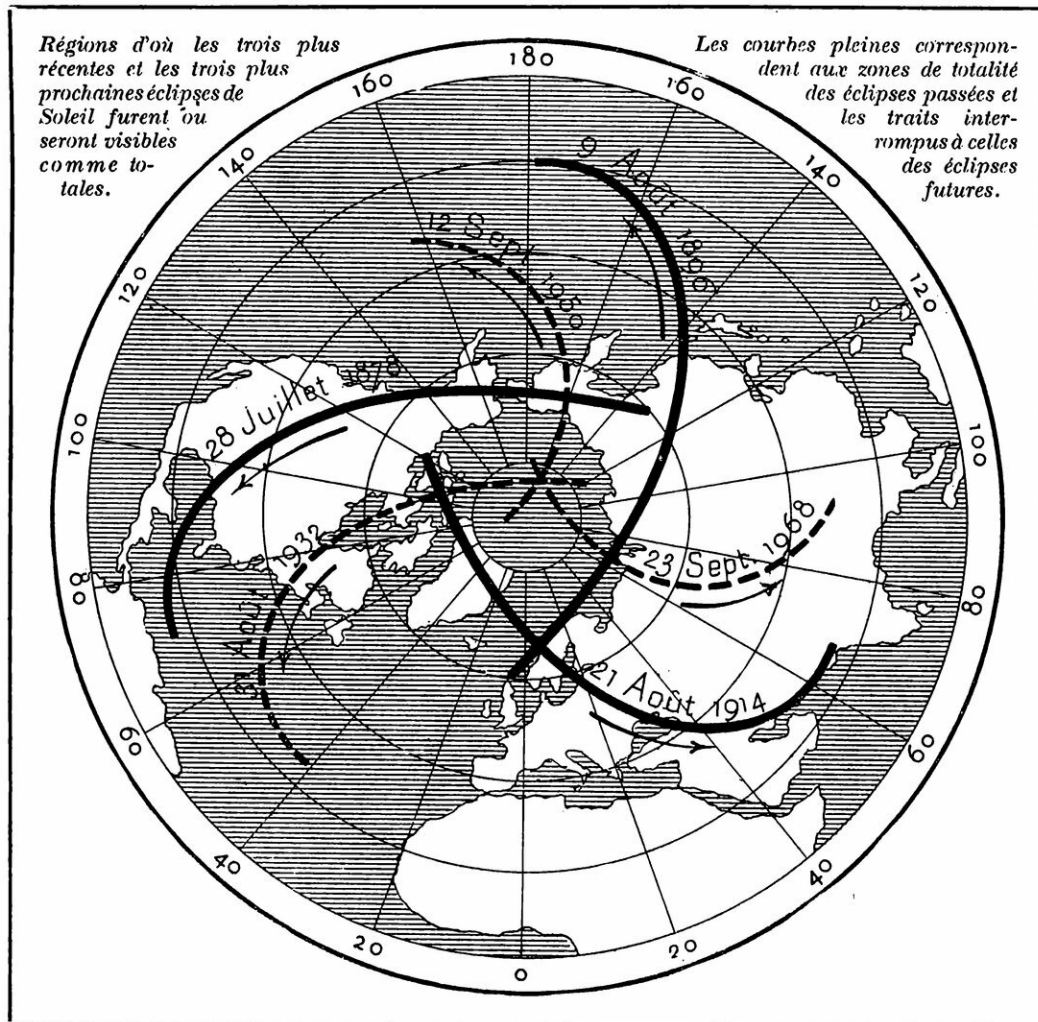 Régions d'où les trois plus
récentes et les trois plus
prochaines éclipses de
Soleil furent ou
seront visibles
comme to-
tales.
Les courbes pleines correspon-
dent aux zones de totalité
des éclipses passées et
les traits inter-
rompus à celles
des éclipses
futures.
180
160
160
140
140
120
120
100
100
80
80
60
60
40
40
20
20
0
9 Août 1896
12 Sept. 1950
28 Juillet 1878
31 Août 1932
23 Sept. 1968
21 Août 1914